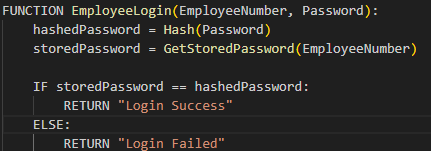 FUNCTION EmployeeLogin(EmployeeNumber, Password):
    hashedPassword = Hash(Password)
    storedPassword = GetStoredPassword(EmployeeNumber)

    IF storedPassword == hashedPassword:
        RETURN "Login Success"
    ELSE:
        RETURN "Login Failed"